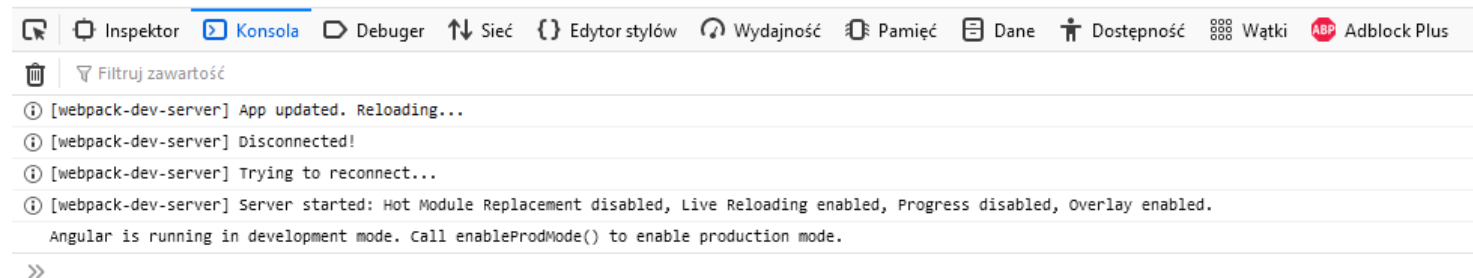 Inspektor Konsola Debuger Sieć Edytor stylów Wydajność Pamięć Dane Dostępność Wątki ABP Adblock Plus
Filtruj zawartość
[webpack-dev-server] App updated. Reloading...
[webpack-dev-server] Disconnected!
[webpack-dev-server] Trying to reconnect...
[webpack-dev-server] Server started: Hot Module Replacement disabled, Live Reloading enabled, Progress disabled, Overlay enabled.
Angular is running in development mode. Call enableProdMode() to enable production mode.